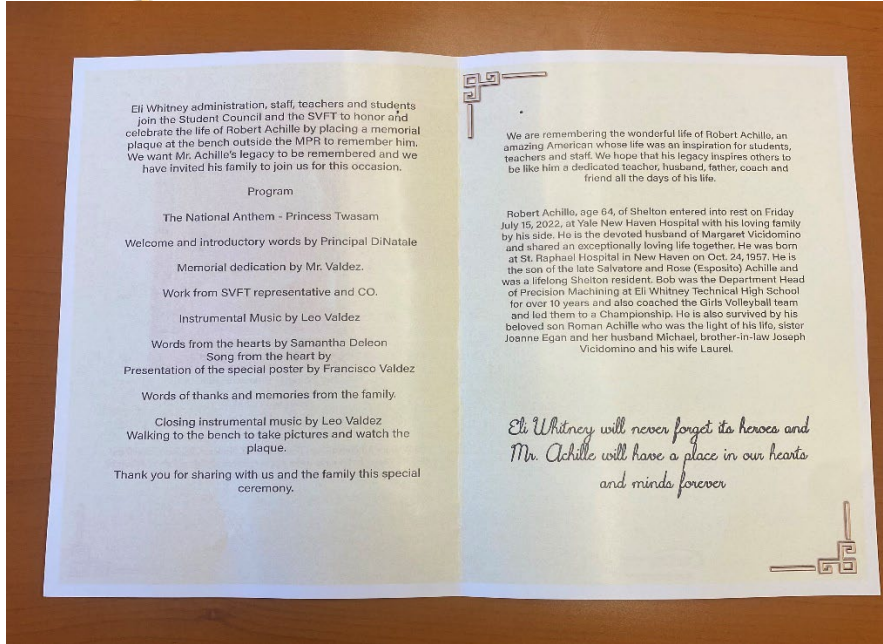 Eli Whitney administration, staff, teachers and students
join the Student Council and the SVFT to honor and
celebrate the life of Robert Achille by placing a memorial
plaque at the bench outside the MPR to remember him.
We want Mr. Achille's legacy to be remembered and we
have invited his family to join us for this occasion.
Program
The National Anthem - Princess Twasam
Welcome and introductory words by Principal DiNatale
Memorial dedication by Mr. Valdez.
Work from SVFT representative and CO.
Instrumental Music by Leo Valdez
Words from the hearts by Samantha Deleon
Song from the heart by
Presentation of the special poster by Francisco Valdez
Words of thanks and memories from the family.
Closing instrumental music by Leo Valdez
Walking to the bench to take pictures and watch the
plaque.
Thank you for sharing with us and the family this special
ceremony.
We are remembering the wonderful life of Robert Achille, an
amazing American whose life was an inspiration for students,
teachers and staff. We hope that his legacy inspires others to
be like him a dedicated teacher, husband, father, coach and
friend all the days of his life.
Robert Achille, age 64, of Shelton entered into rest on Friday
July 15, 2022, at Yale New Haven Hospital with his loving family
by his side. He is the devoted husband of Margaret Vicidomino
and shared an exceptionally loving life together. He was born
at St. Raphael Hospital in New Haven on Oct. 24, 1957. He is
the son of the late Salvatore and Rose (Esposito) Achille and
was a lifelong Shelton resident. Bob was the Department Head
of Precision Machining at Eli Whitney Technical High School
for over 10 years and also coached the Girls Volleyball team
and led them to a Championship. He is also survived by his
beloved son Roman Achille who was the light of his life, sister
Joanne Egan and her husband Michael, brother-in-law Joseph
Vicidomino and his wife Laurel.
Eli Whitney will never forget its heroes and
Mr. Achille will have a place in our hearts
and minds forever